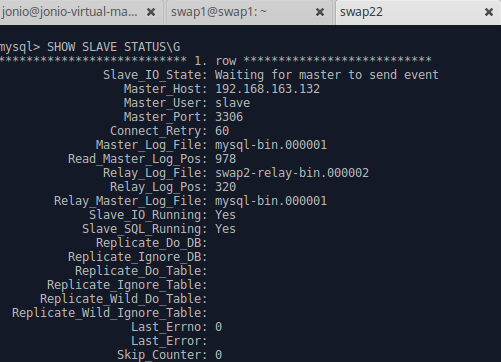 jonio@jonio-virtual-ma... × swap1@swap1: ~ × swap22
mysql> SHOW SLAVE STATUS\G
*************************** 1. row ***************************
Slave_IO_State: Waiting for master to send event
Master_Host: 192.168.163.132
Master_User: slave
Master_Port: 3306
Connect_Retry: 60
Master_Log_File: mysql-bin.000001
Read_Master_Log_Pos: 978
Relay_Log_File: swap2-relay-bin.000002
Relay_Log_Pos: 320
Relay_Master_Log_File: mysql-bin.000001
Slave_IO_Running: Yes
Slave_SQL_Running: Yes
Replicate_Do_DB:
Replicate_Ignore_DB:
Replicate_Do_Table:
Replicate_Ignore_Table:
Replicate_Wild_Do_Table:
Replicate_Wild_Ignore_Table:
Last_Errno: 0
Last_Error:
Skip_Counter: 0